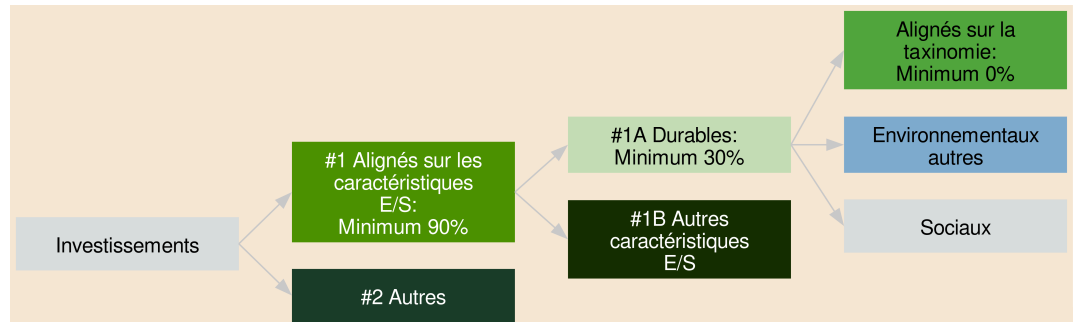 Investissements
#1 Alignés sur les
caractéristiques
E/S:
Minimum 90%
#2 Autres
#1A Durables:
Minimum 30%
#1B Autres
caractéristiques
E/S
Alignés sur la
taxinomie:
Minimum 0%
Environnementaux
autres
Sociaux